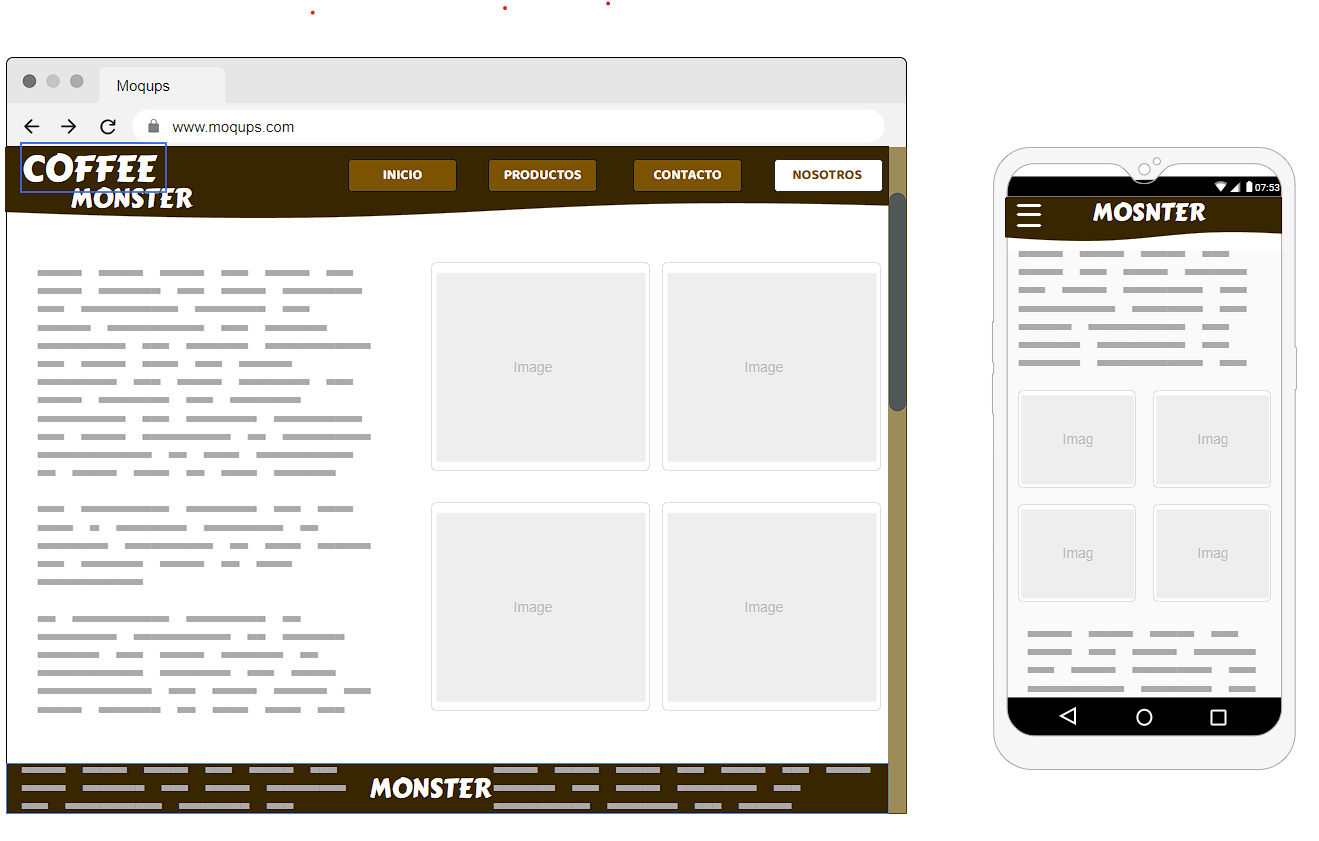 Moqups
www.moqups.com
COFFEE
MONSTER
INICIO PRODUCTOS CONTACTO NOSOTROS
Image Image
Image Image
MONSTER
07:53
MOSNTER
Imag Imag
Imag Imag